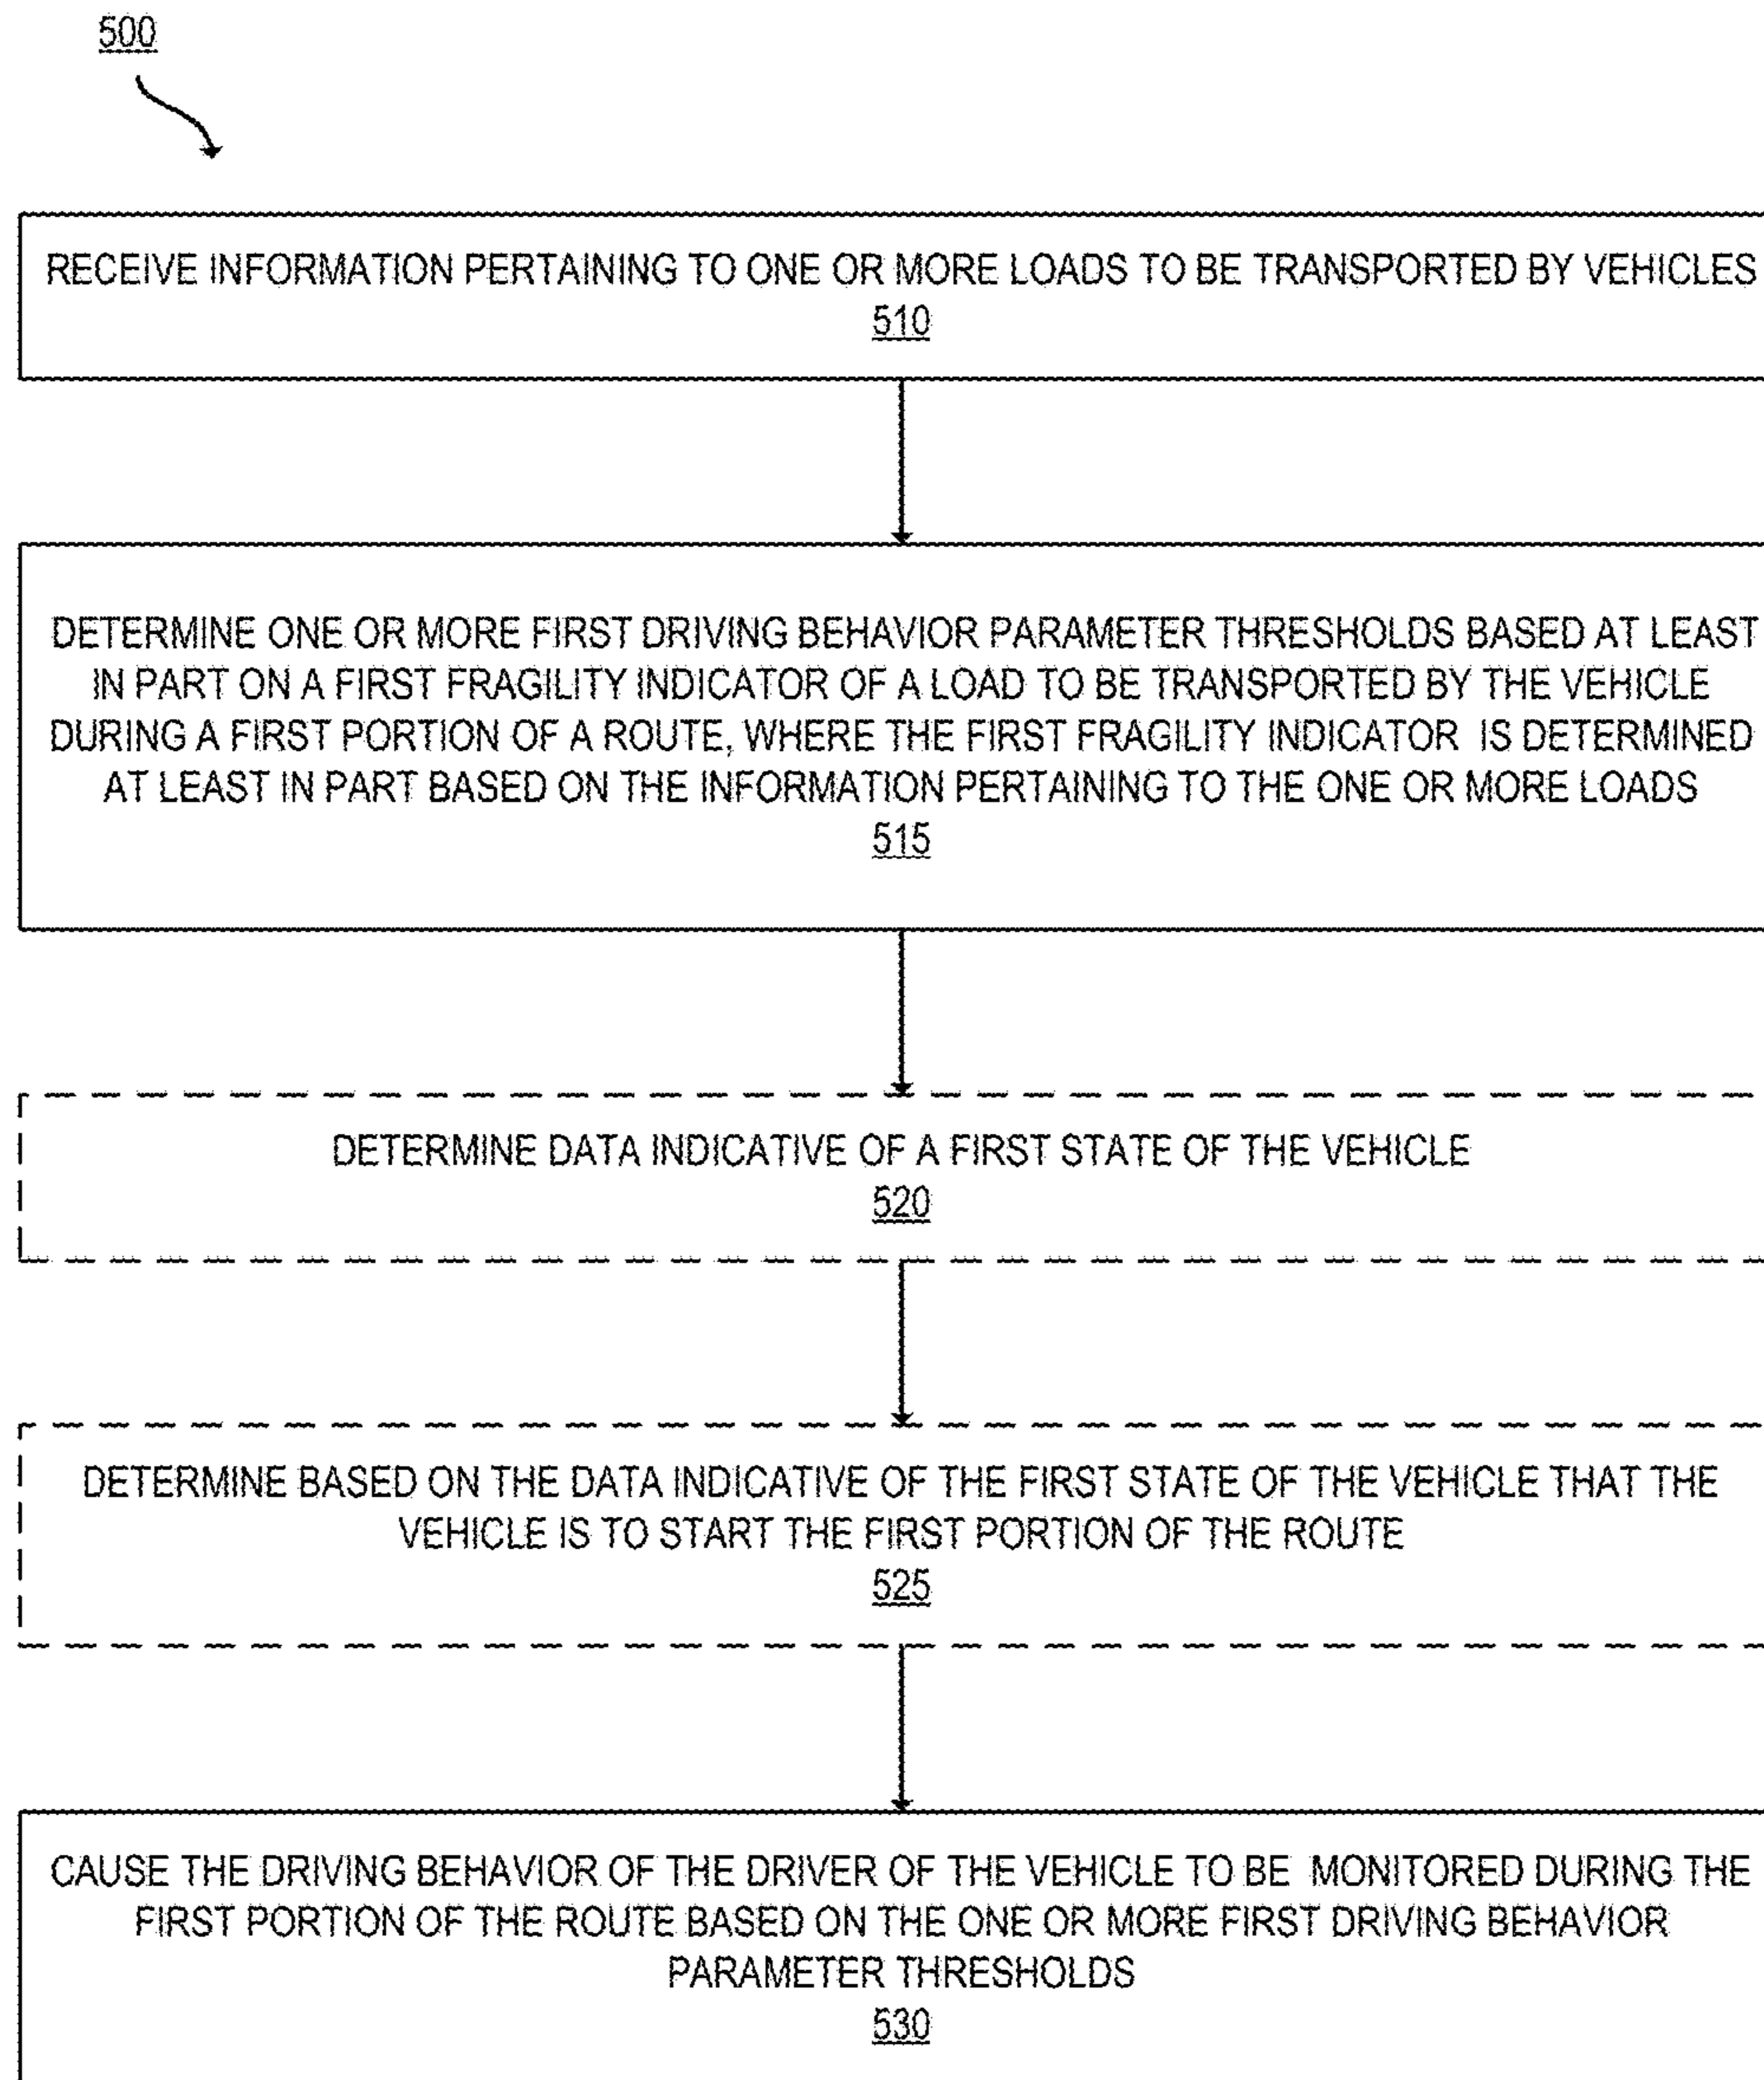 500
RECEIVE INFORMATION PERTAINING TO ONE OR MORE LOADS TO BE TRANSPORTED BY VEHICLES
510
DETERMINE ONE OR MORE FIRST DRIVING BEHAVIOR PARAMETER THRESHOLDS BASED AT LEAST
IN PART ON A FIRST FRAGILITY INDICATOR OF A LOAD TO BE TRANSPORTED BY THE VEHICLE
DURING A FIRST PORTION OF A ROUTE, WHERE THE FIRST FRAGILITY INDICATOR IS DETERMINED
AT LEAST IN PART BASED ON THE INFORMATION PERTAINING TO THE ONE OR MORE LOADS
515
DETERMINE DATA INDICATIVE OF A FIRST STATE OF THE VEHICLE
520
DETERMINE BASED ON THE DATA INDICATIVE OF THE FIRST STATE OF THE VEHICLE THAT THE
VEHICLE IS TO START THE FIRST PORTION OF THE ROUTE
525
CAUSE THE DRIVING BEHAVIOR OF THE DRIVER OF THE VEHICLE TO BE MONITORED DURING THE
FIRST PORTION OF THE ROUTE BASED ON THE ONE OR MORE FIRST DRIVING BEHAVIOR
PARAMETER THRESHOLDS
530